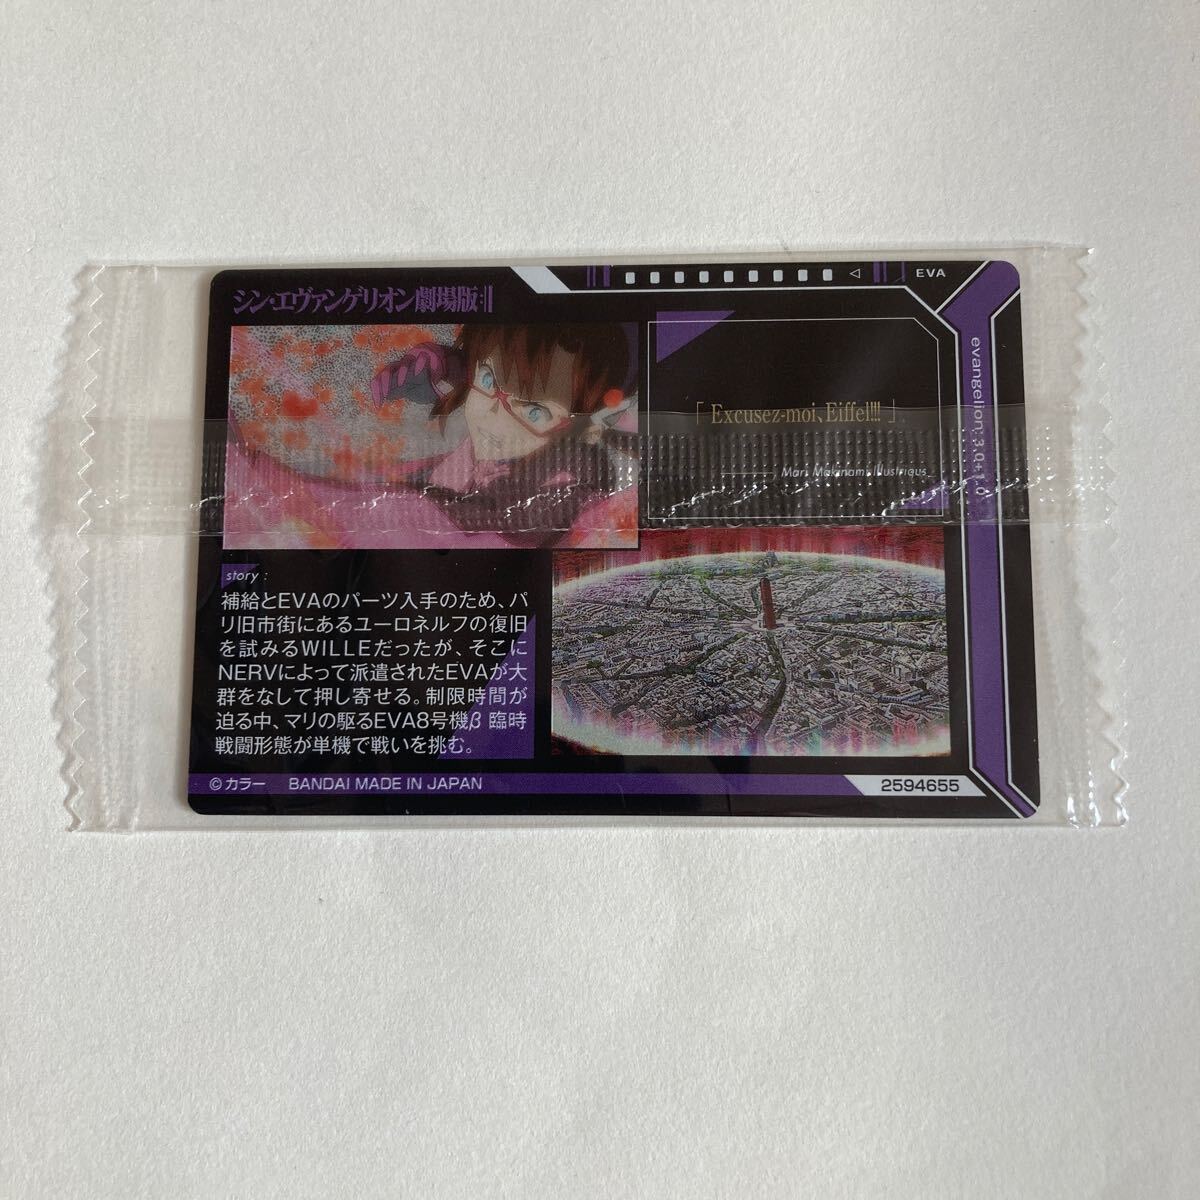 シン・エヴァンゲリオン劇場版:||
EVA
evangelion:3.0+1.0
「 Excusez-moi、Eiffel!!! 」
Mari Makinami Illustrious
story :
補給とEVAのパーツ入手のため、パ
リ旧市街にあるユーロネルフの復旧
を試みるWILLEだったが、そこに
NERVによって派遣されたEVAが大
群をなして押し寄せる。制限時間が
迫る中、マリの駆るEVA8号機β 臨時
戦闘形態が単機で戦いを挑む。
©カラー BANDAI MADE IN JAPAN
2594655